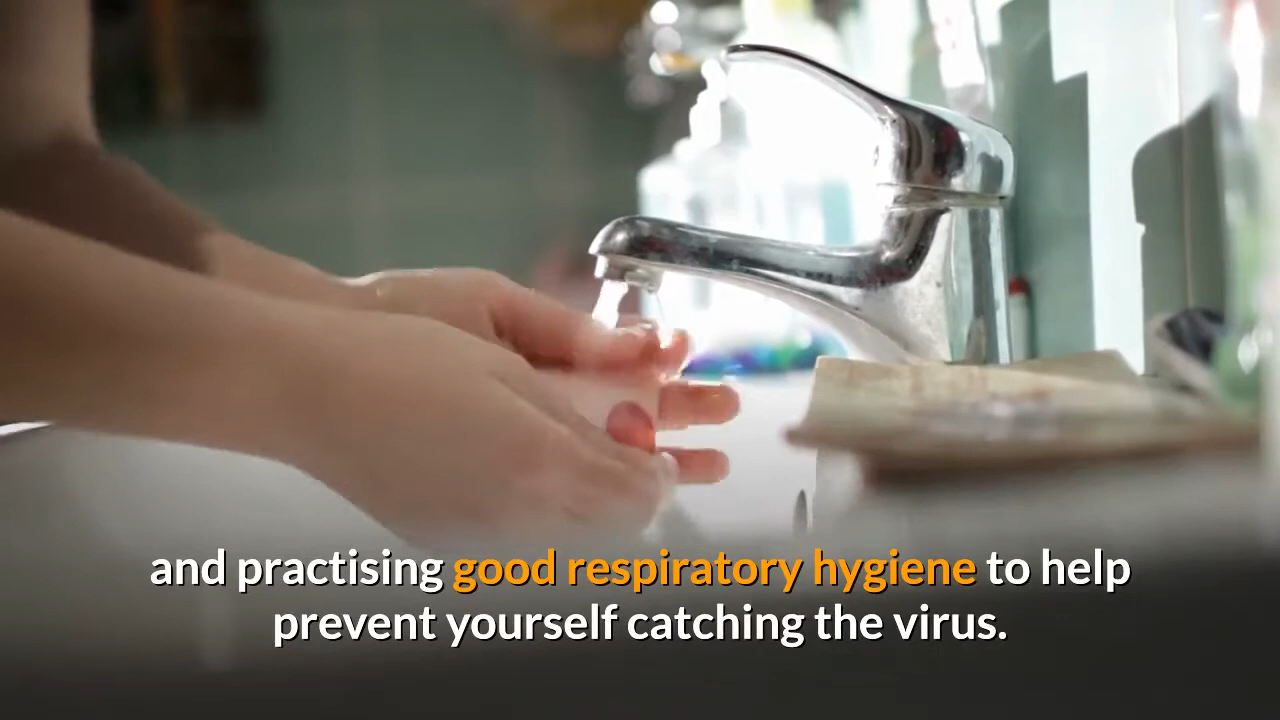 and practising good respiratory hygiene to help
prevent yourself catching the virus.